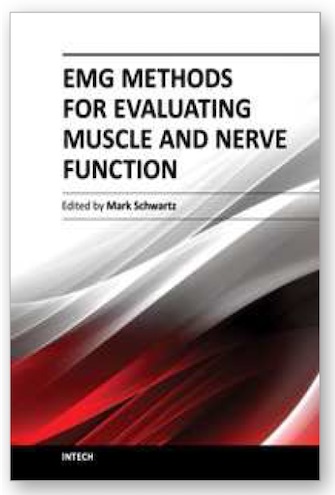 EMG METHODS
FOR EVALUATING
MUSCLE AND NERVE
FUNCTION
Edited by Mark Schwartz
INTECH